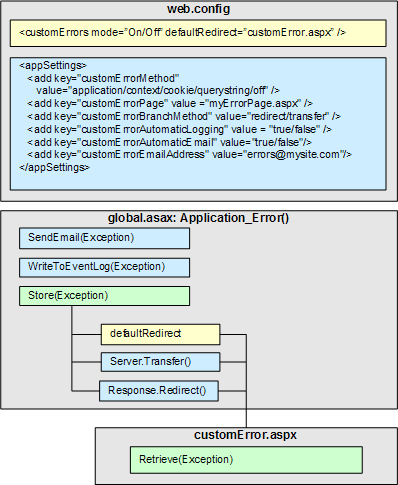 web.config
<customErrors mode="On/Off" defaultRedirect="customError.aspx" />
<appSettings>
<add key="customErrorMethod"
value="application/context/cookie/querystring/off" />
<add key="customErrorPage" value ="myErrorPage.aspx" />
<add key="customErrorBranchMethod" value="redirect/transfer" />
<add key="customErrorAutomaticLogging" value = "true/false" />
<add key="customErrorAutomaticEmail" value="true/false"/>
<add key="customErrorEmailAddress" value="errors@mysite.com"/>
</appSettings>
global.asax: Application_Error()
SendEmail(Exception)
WriteToEventLog(Exception)
Store(Exception)
defaultRedirect
Server.Transfer()
Response.Redirect()
customError.aspx
Retrieve(Exception)